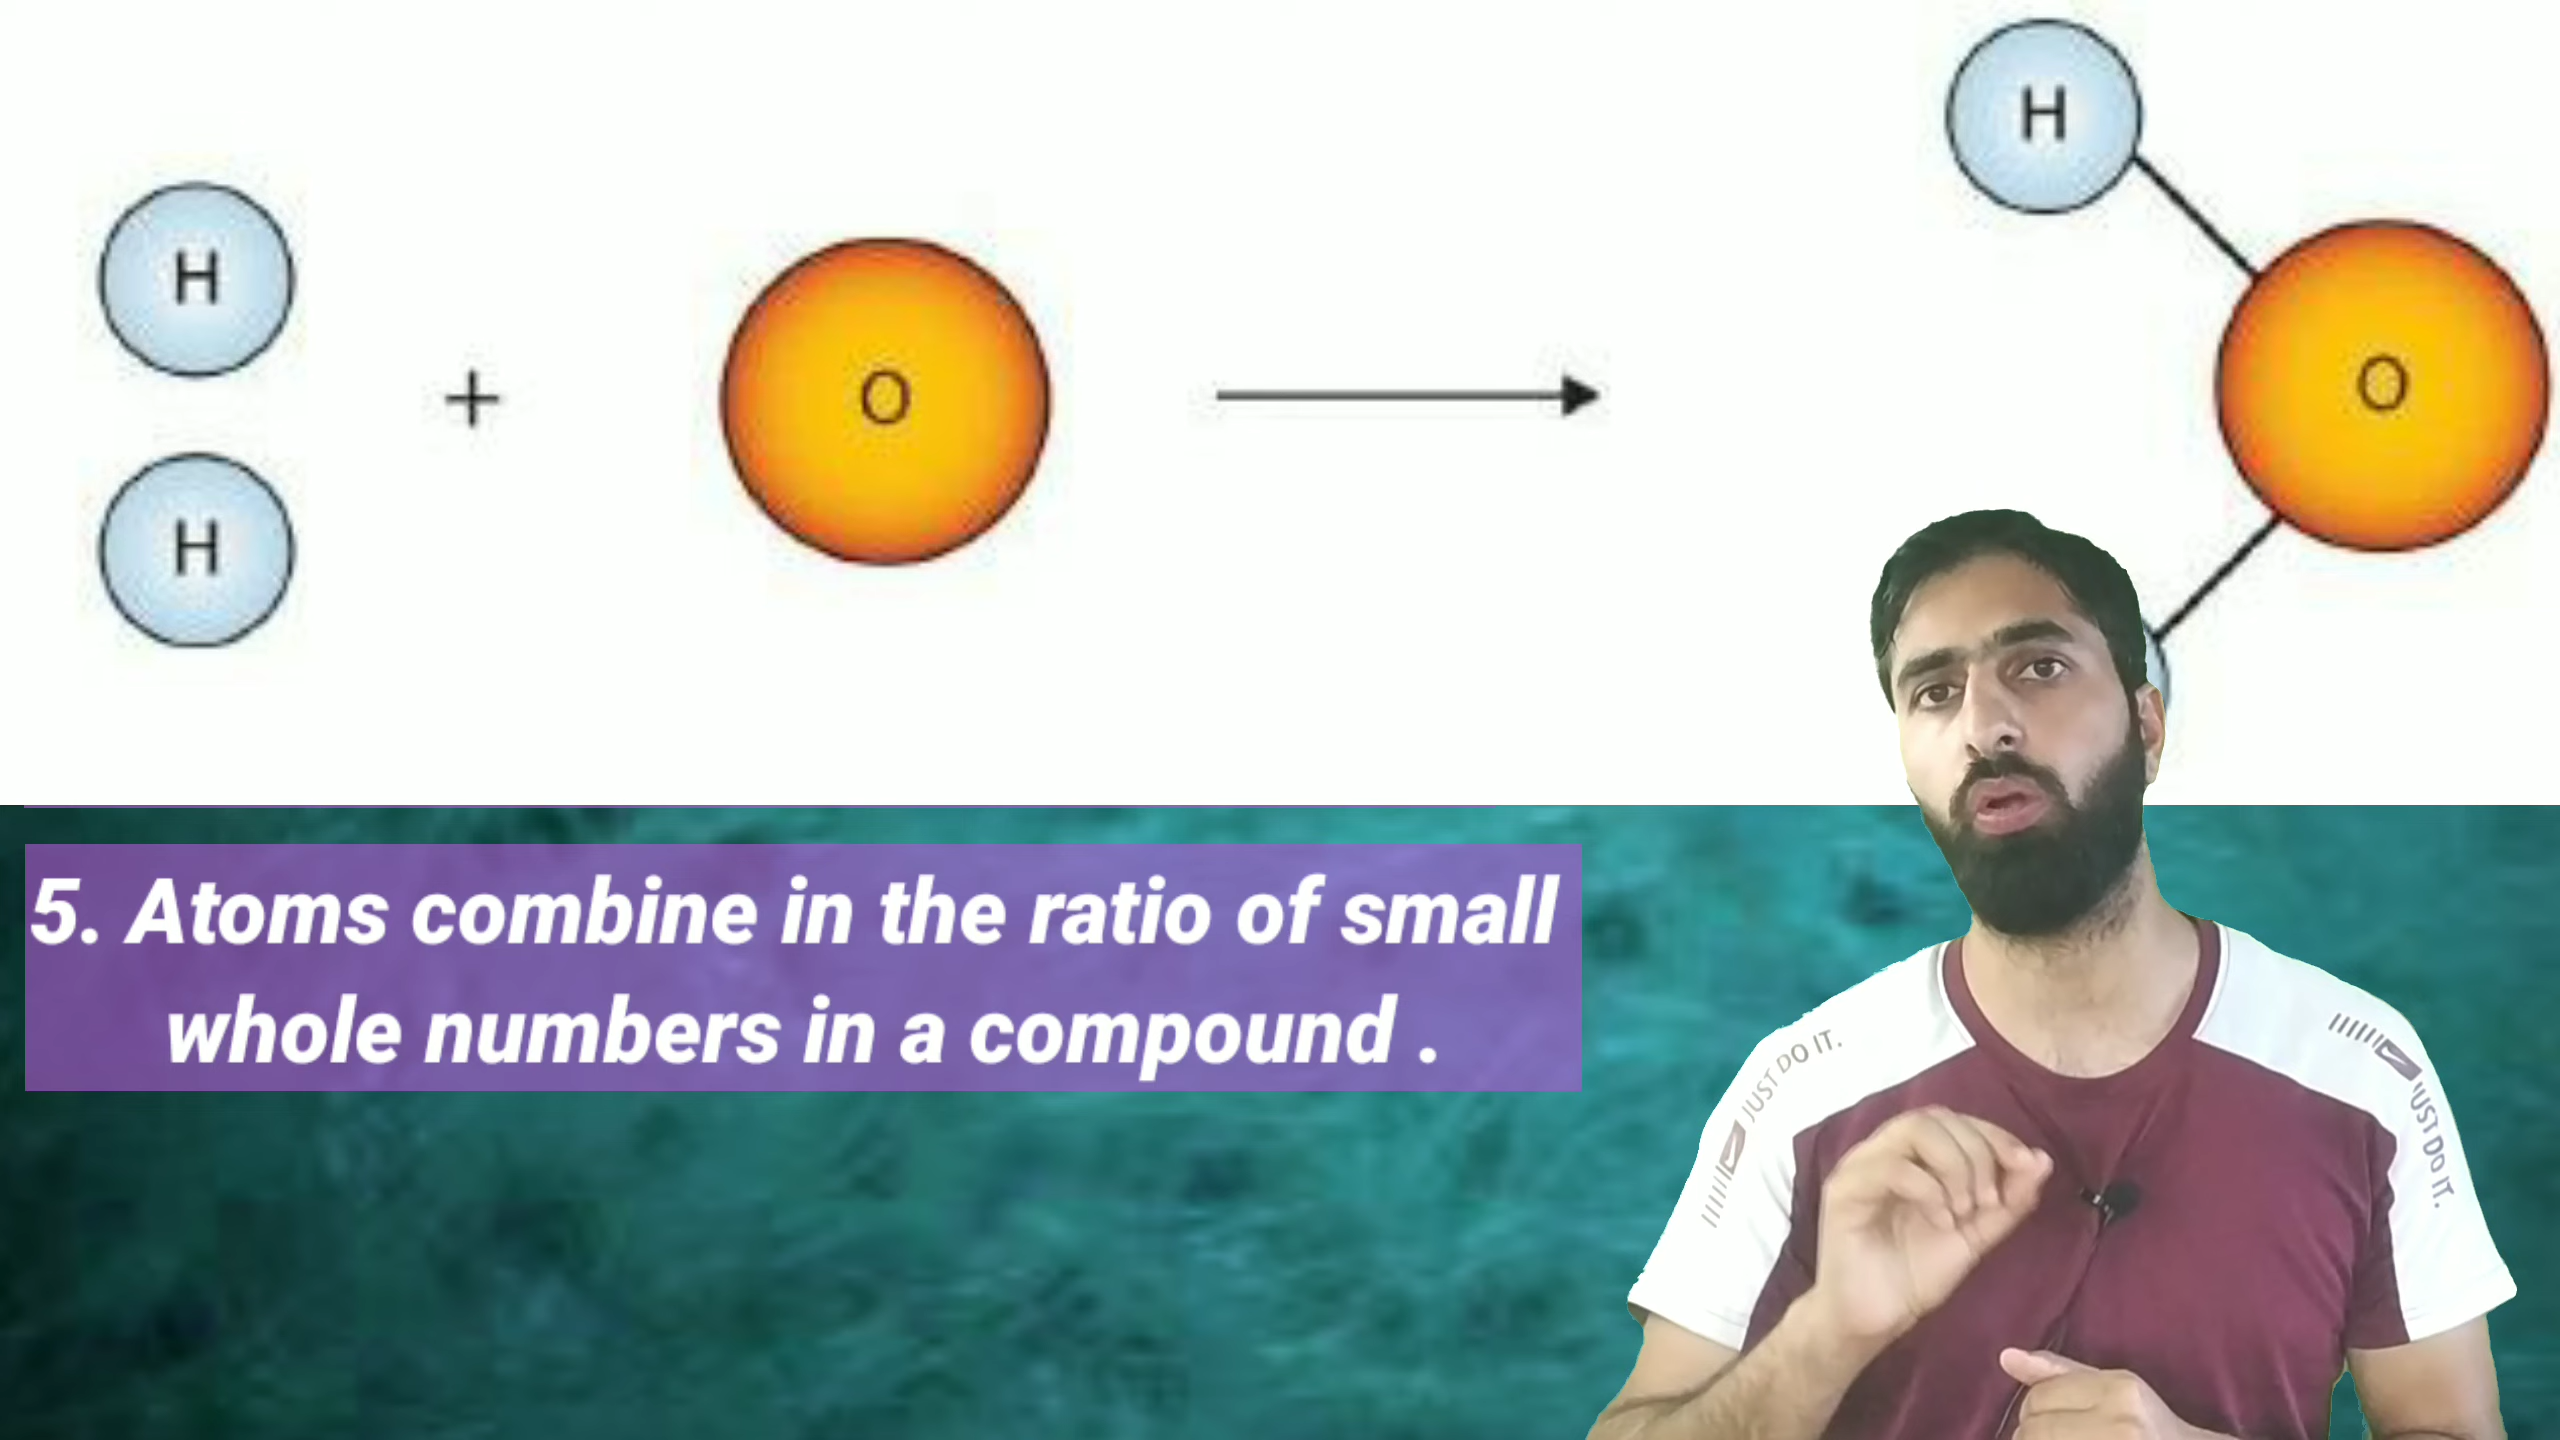 H
H
+
O
H
O
5. Atoms combine in the ratio of small
whole numbers in a compound .
JUST DO IT.
JUST DO IT.